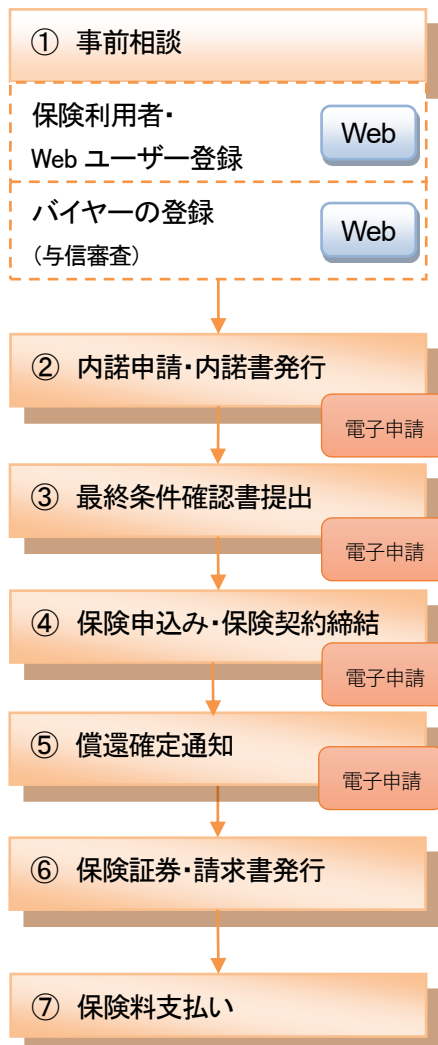 ① 事前相談
保険利用者・
Web ユーザー登録
Web
バイヤーの登録
(与信審査)
Web
② 内諾申請・内諾書発行
電子申請
③ 最終条件確認書提出
電子申請
④ 保険申込み・保険契約締結
電子申請
⑤ 償還確定通知
電子申請
⑥ 保険証券・請求書発行
⑦ 保険料支払い